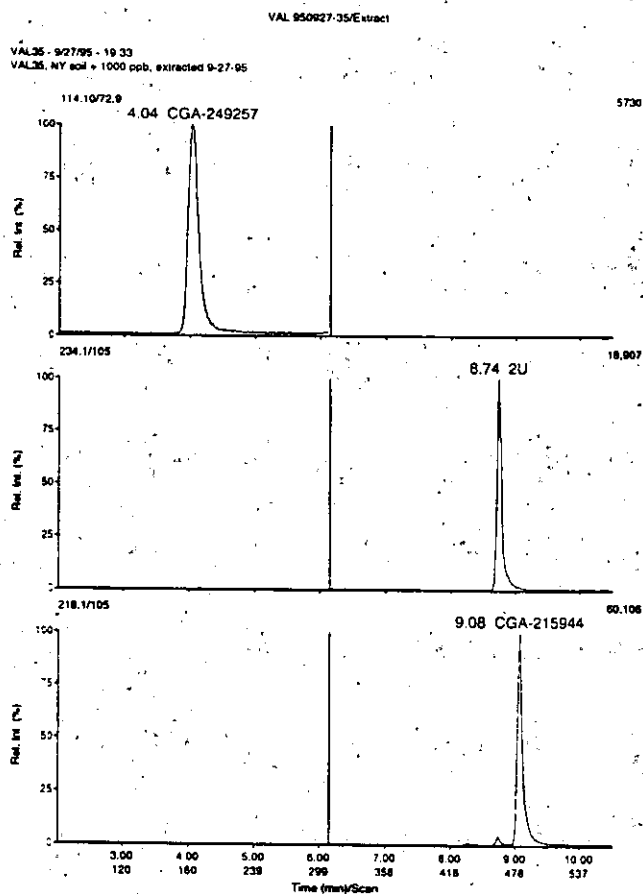 VAL 950927-35/Extract
VAL35 - 9/27/95 - 19 33
VAL35, NY soil + 1000 ppb, extracted 9-27-95
114.10/72.9
5730
4.04 CGA-249257
100
75
50
25
0
Rel. Int. (%)
234.1/105
18,907
8.74 2U
100
75
50
25
0
Rel. Int. (%)
218.1/105
60,106
9.08 CGA-215944
100
75
50
25
0
Rel. Int. (%)
3.00 4.00 5.00 6.00 7.00 8.00 9.00 10.00
120 180 239 299 358 418 478 537
Time (min)/Scan